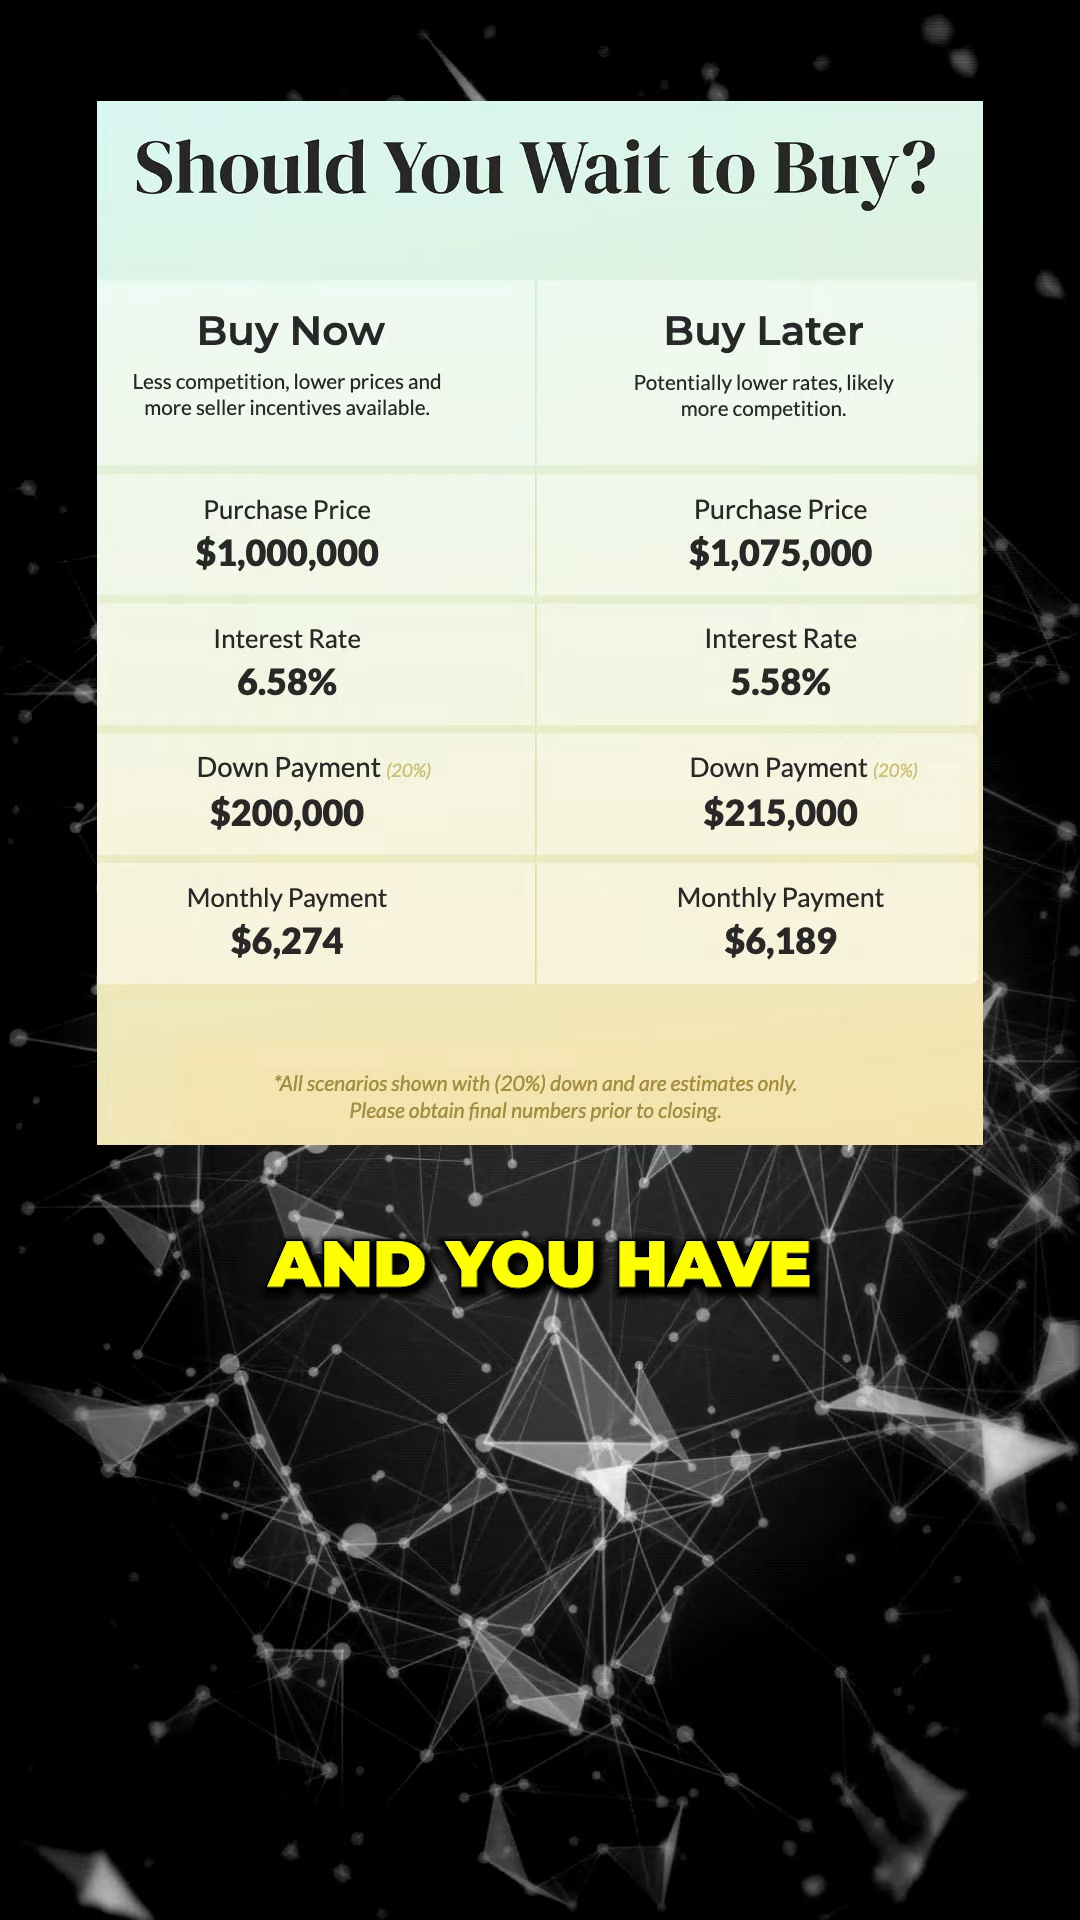 Should You Wait to Buy?
Buy Now
Less competition, lower prices and
more seller incentives available.
Buy Later
Potentially lower rates, likely
more competition.
Purchase Price
$1,000,000
Purchase Price
$1,075,000
Interest Rate
6.58%
Interest Rate
5.58%
Down Payment (20%)
$200,000
Down Payment (20%)
$215,000
Monthly Payment
$6,274
Monthly Payment
$6,189
*All scenarios shown with (20%) down and are estimates only.
Please obtain final numbers prior to closing.
AND YOU HAVE